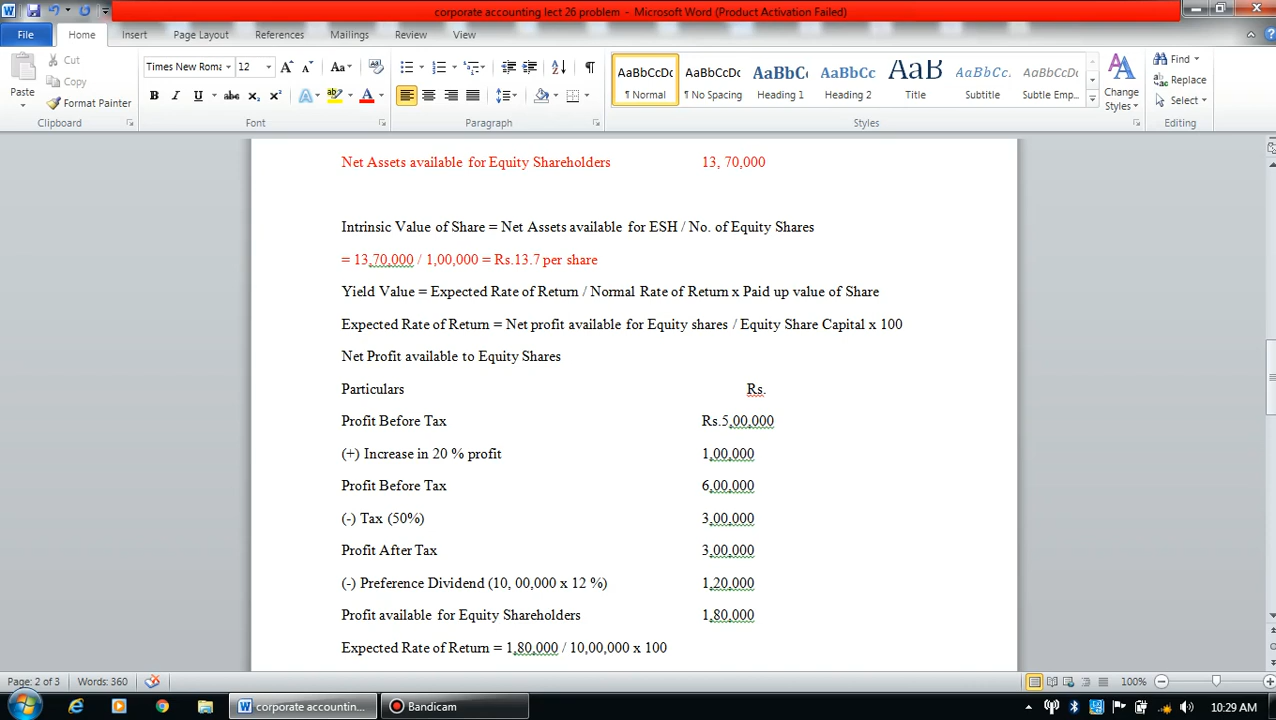 corporate accounting lect 26 problem - Microsoft Word (Product Activation Failed)
File Home Insert Page Layout References Mailings Review View
Paste
Cut
Copy
Format Painter
Clipboard
Times New Roma 12
Font
Paragraph
AaBbCcDc AaBbCcDc AaBbCc AaBbCc AaB AaBbCcI AaBbCcDc
¶ Normal ¶ No Spacing Heading 1 Heading 2 Title Subtitle Subtle Emp...
Change
Styles
Styles
Find
Replace
Select
Editing
Net Assets available for Equity Shareholders 13, 70,000
Intrinsic Value of Share = Net Assets available for ESH / No. of Equity Shares
= 13,70,000 / 1,00,000 = Rs.13.7 per share
Yield Value = Expected Rate of Return / Normal Rate of Return x Paid up value of Share
Expected Rate of Return = Net profit available for Equity shares / Equity Share Capital x 100
Net Profit available to Equity Shares
Particulars Rs.
Profit Before Tax Rs.5,00,000
(+) Increase in 20 % profit 1,00,000
Profit Before Tax 6,00,000
(-) Tax (50%) 3,00,000
Profit After Tax 3,00,000
(-) Preference Dividend (10, 00,000 x 12 %) 1,20,000
Profit available for Equity Shareholders 1,80,000
Expected Rate of Return = 1,80,000 / 10,00,000 x 100
Page: 2 of 3 Words: 360 100%
corporate accountin... Bandicam 10:29 AM